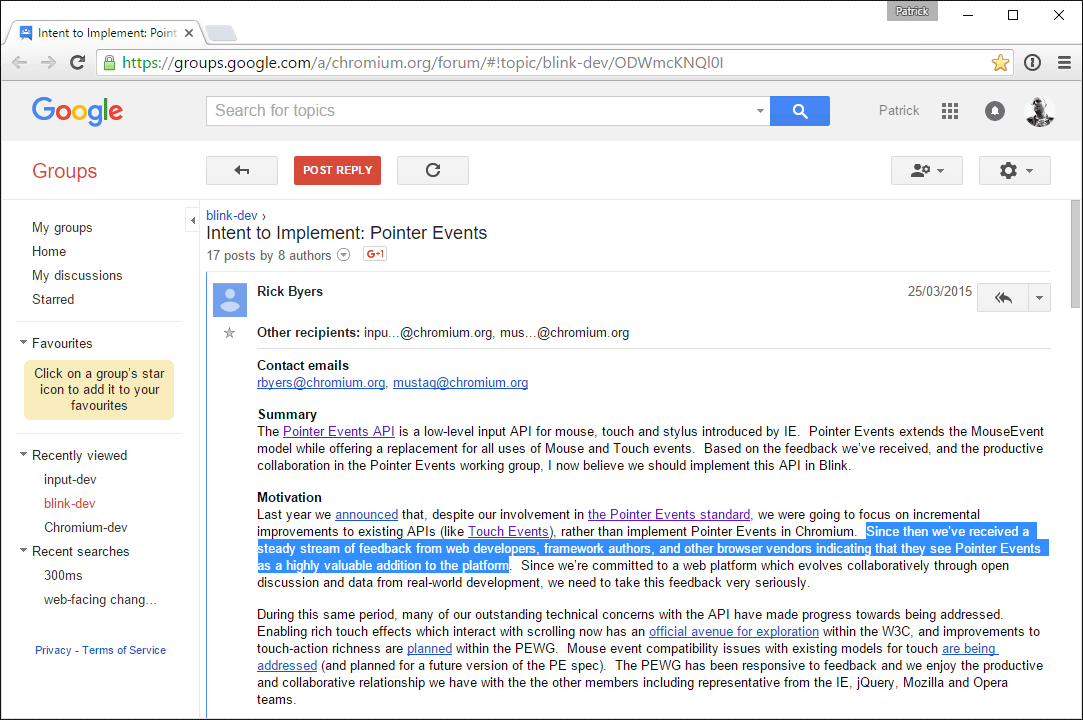 Patrick
Intent to Implement: Point
https://groups.google.com/a/chromium.org/forum/#!topic/blink-dev/ODWmcKNQl0I
Google
Search for topics
Patrick
Groups
POST REPLY
My groups
Home
My discussions
Starred
Favourites
Click on a group's star
icon to add it to your
favourites
Recently viewed
input-dev
blink-dev
Chromium-dev
Recent searches
300ms
web-facing chang...
Privacy - Terms of Service
blink-dev ›
Intent to Implement: Pointer Events
17 posts by 8 authors
G+1
Rick Byers
25/03/2015
Other recipients: inpu...@chromium.org, mus...@chromium.org
Contact emails
rbyers@chromium.org, mustaq@chromium.org
Summary
The Pointer Events API is a low-level input API for mouse, touch and stylus introduced by IE. Pointer Events extends the MouseEvent
model while offering a replacement for all uses of Mouse and Touch events. Based on the feedback we've received, and the productive
collaboration in the Pointer Events working group, I now believe we should implement this API in Blink.
Motivation
Last year we announced that, despite our involvement in the Pointer Events standard, we were going to focus on incremental
improvements to existing APIs (like Touch Events), rather than implement Pointer Events in Chromium. Since then we've received a
steady stream of feedback from web developers, framework authors, and other browser vendors indicating that they see Pointer Events
as a highly valuable addition to the platform. Since we're committed to a web platform which evolves collaboratively through open
discussion and data from real-world development, we need to take this feedback very seriously.
During this same period, many of our outstanding technical concerns with the API have made progress towards being addressed.
Enabling rich touch effects which interact with scrolling now has an official avenue for exploration within the W3C, and improvements to
touch-action richness are planned within the PEWG. Mouse event compatibility issues with existing models for touch are being
addressed (and planned for a future version of the PE spec). The PEWG has been responsive to feedback and we enjoy the productive
and collaborative relationship we have with the the other members including representative from the IE, jQuery, Mozilla and Opera
teams.